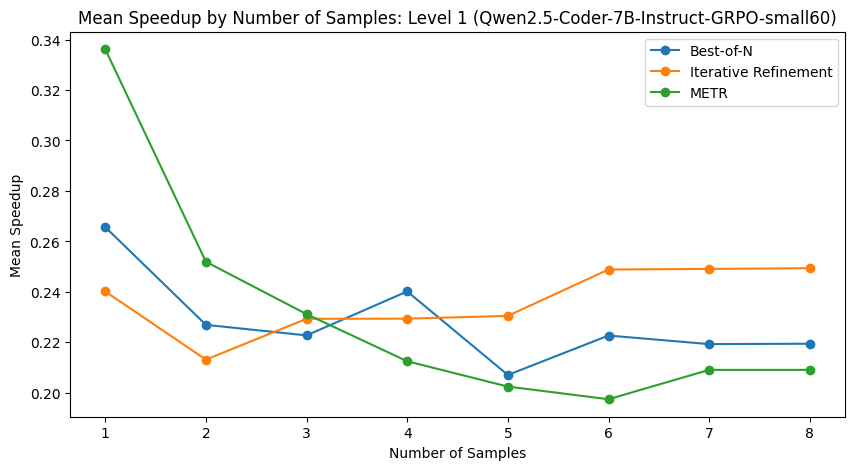 Mean Speedup by Number of Samples: Level 1 (Qwen2.5-Coder-7B-Instruct-GRPO-small60)
Best-of-N
Iterative Refinement
METR
Mean Speedup
0.34
0.32
0.30
0.28
0.26
0.24
0.22
0.20
1 2 3 4 5 6 7 8
Number of Samples